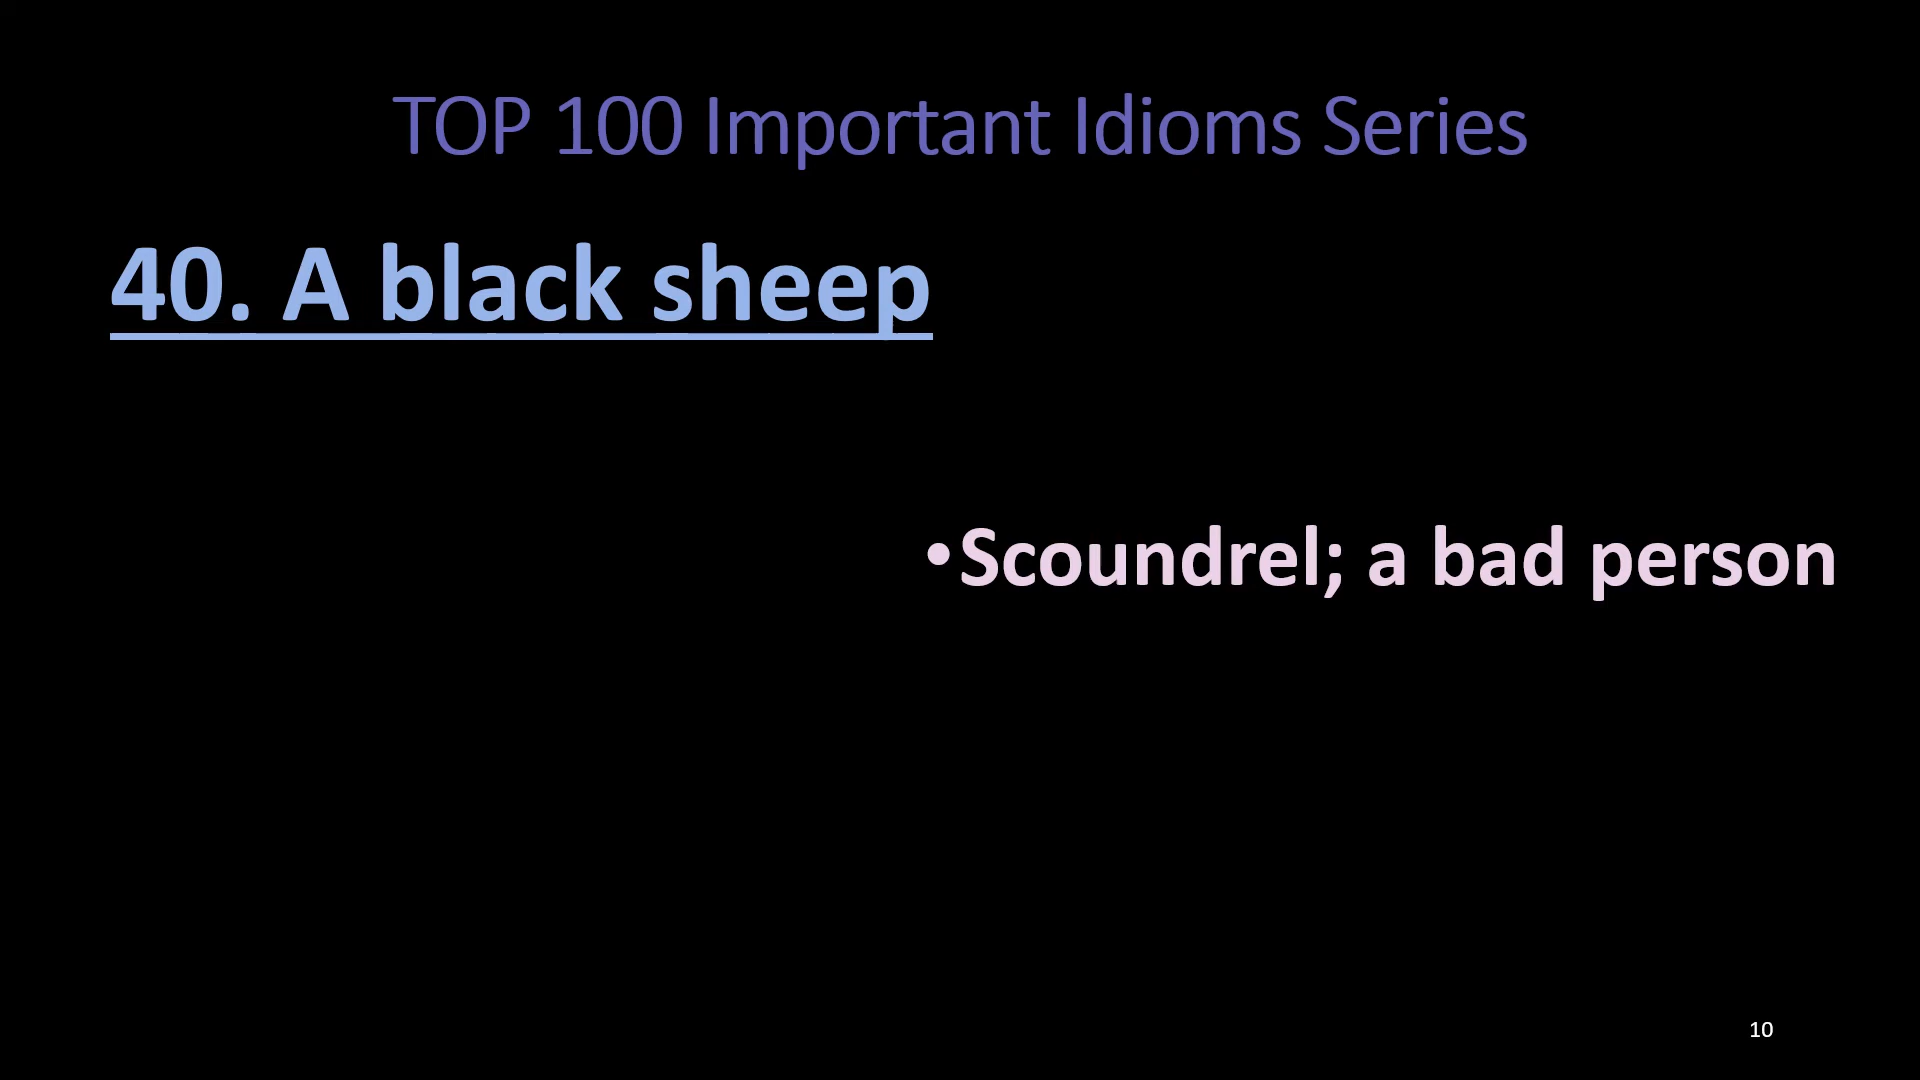 TOP 100 Important Idioms Series
40. A black sheep
•Scoundrel; a bad person
10